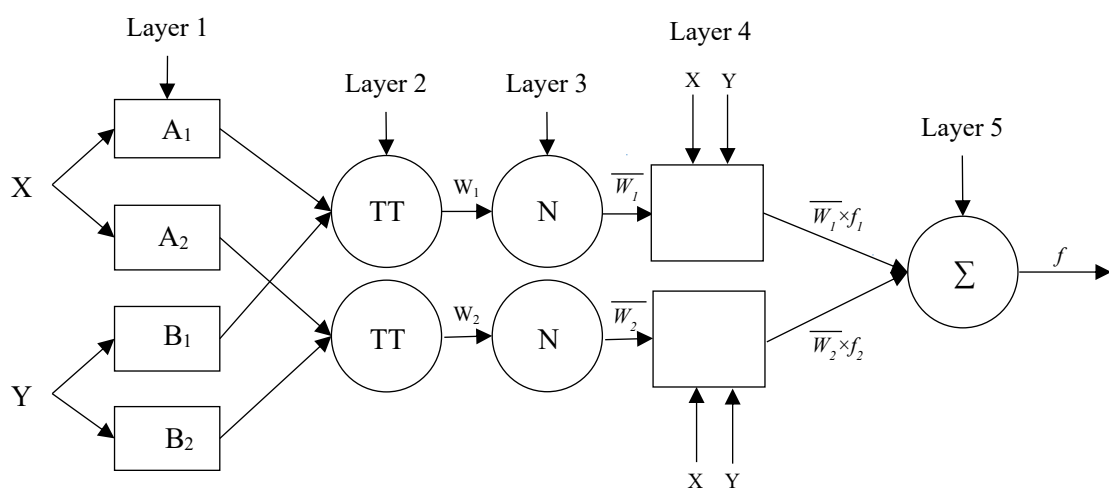 Layer 1
Layer 4
X Y
Layer 2
Layer 3
Layer 5
A₁
X
A₂
B₁
Y
B₂
TT
W₁
N
W̅₁
W̅₁×f₁
TT
W₂
N
W̅₂
W̅₂×f₂
∑
f
X Y